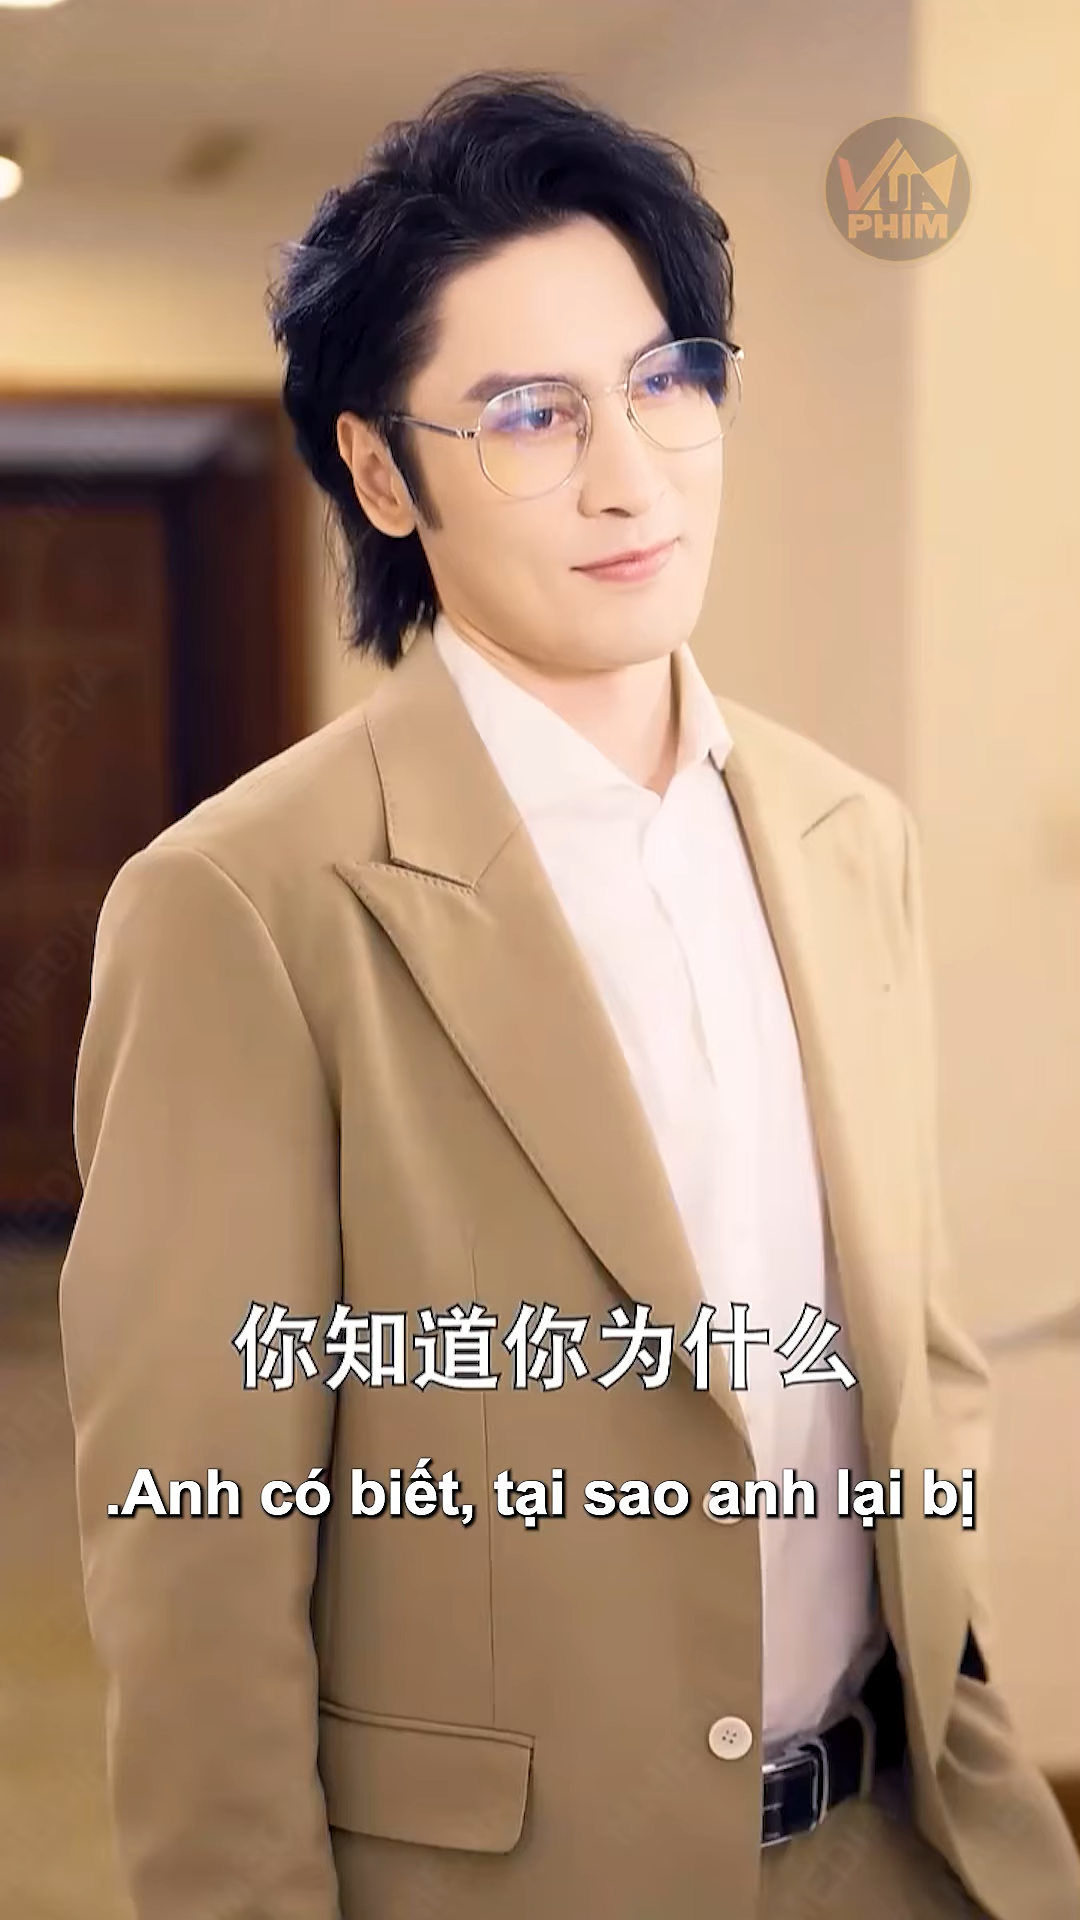 VUA
PHIM
你知道你为什么
.Anh có biết, tại sao anh lại bị